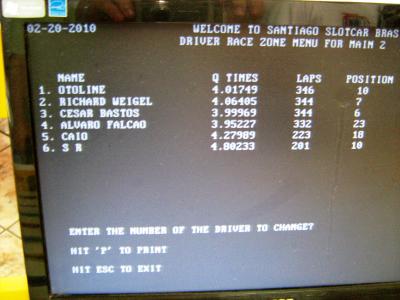 02-20-2010 WELCOME TO SANTIAGO SLOTCAR BRAS
DRIVER RACE ZONE MENU FOR MAIN 2
NAME Q TIMES LAPS POSITION
1. OTOLINE 4.01749 346 10
2. RICHARD WEIGEL 4.06405 344 7
3. CESAR BASTOS 3.99969 344 6
4. ALVARO FALCAO 3.95227 332 23
5. CAIO 4.27989 223 18
6. S R 4.80233 201 10
ENTER THE NUMBER OF THE DRIVER TO CHANGE?
HIT 'P' TO PRINT
HIT ESC TO EXIT